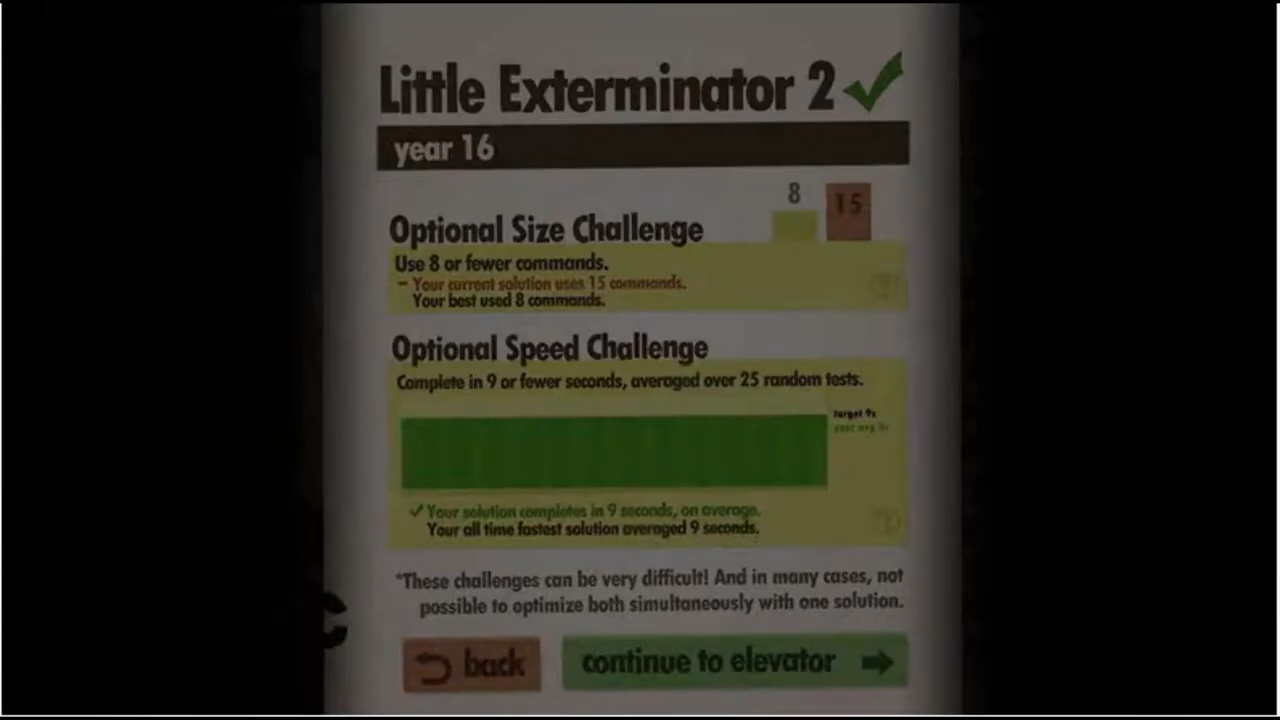 Little Exterminator 2
year 16
8
15
Optional Size Challenge
Use 8 or fewer commands.
- Your current solution uses 15 commands.
Your best used 8 commands.
Optional Speed Challenge
Complete in 9 or fewer seconds, averaged over 25 random tests.
target 9s
your avg
Your solution completes in 9 seconds, on average.
Your all time fastest solution averaged 9 seconds.
*These challenges can be very difficult! And in many cases, not
possible to optimize both simultaneously with one solution.
back
continue to elevator